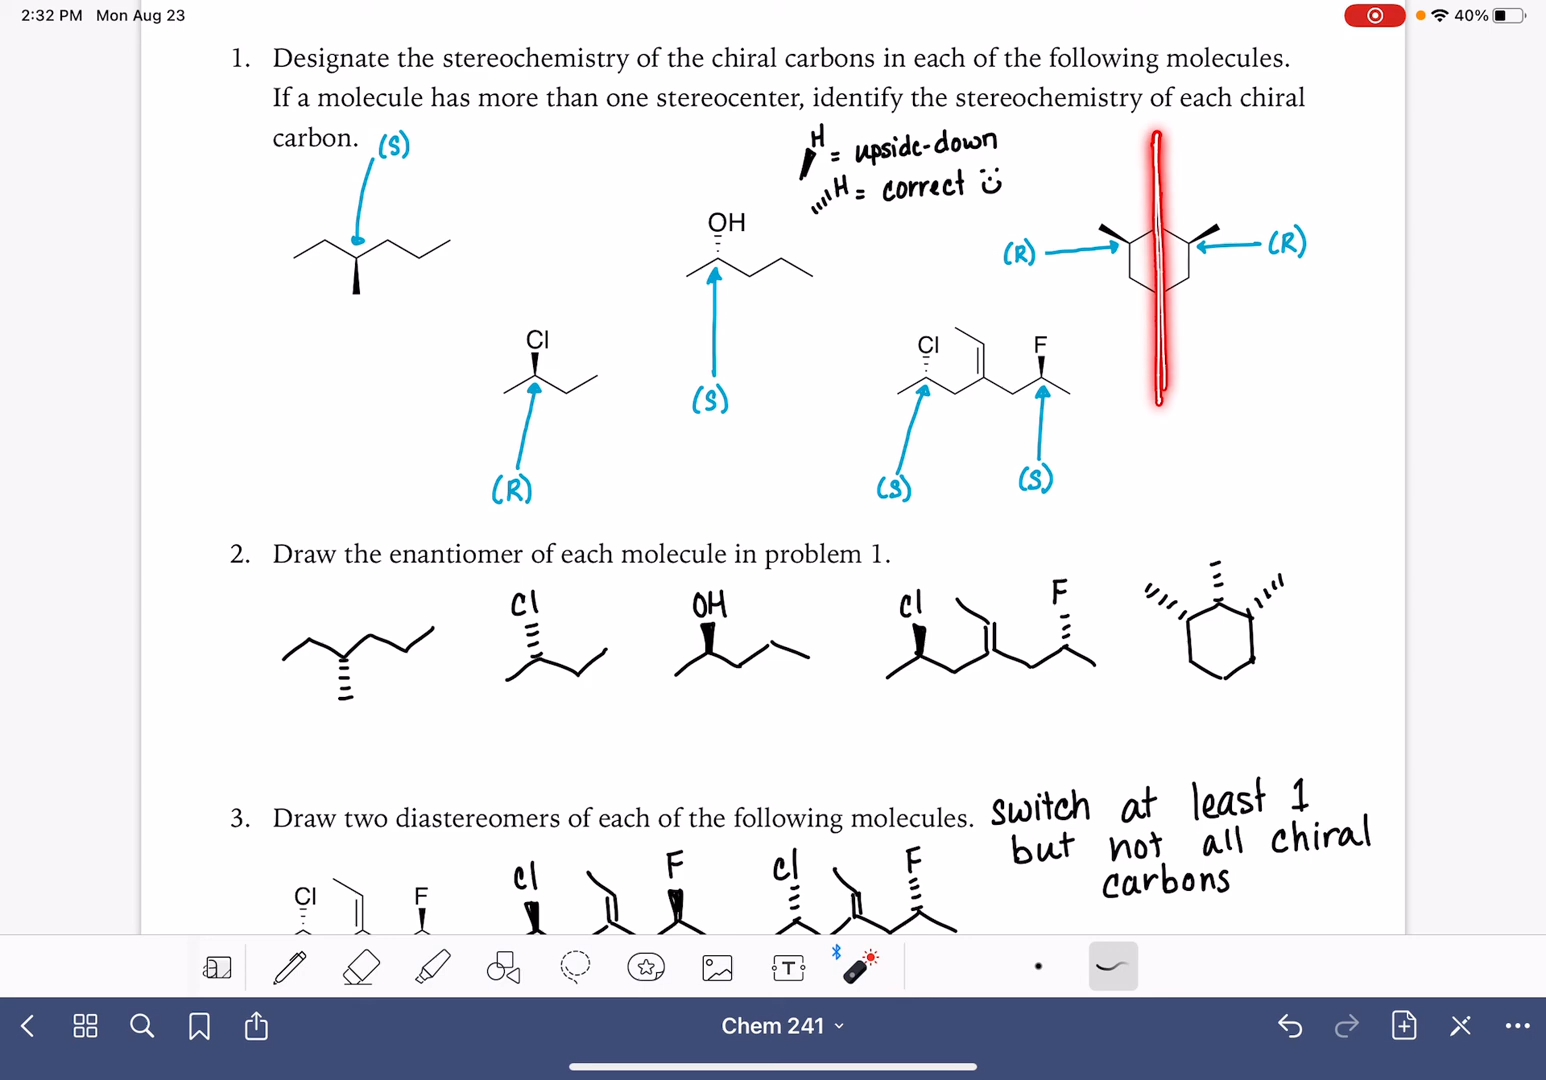 2:32 PM Mon Aug 23
40%
1. Designate the stereochemistry of the chiral carbons in each of the following molecules.
If a molecule has more than one stereocenter, identify the stereochemistry of each chiral
carbon.
(S)
H = upside-down
H = correct
OH
(R)
(R)
Cl
Cl
F
(S)
(R)
(S)
(S)
2. Draw the enantiomer of each molecule in problem 1.
Cl
OH
Cl
F
3. Draw two diastereomers of each of the following molecules.
switch at least 1
but not all chiral
carbons
Cl
F
Cl
F
Cl
F
a
T
Chem 241